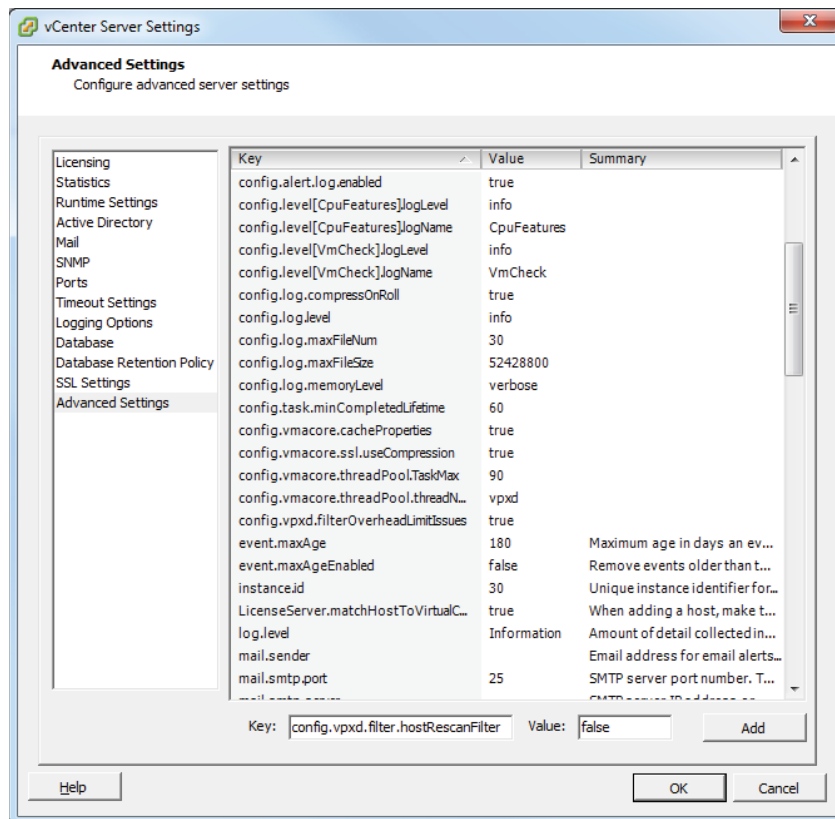 vCenter Server Settings
Advanced Settings
Configure advanced server settings
Licensing
Statistics
Runtime Settings
Active Directory
Mail
SNMP
Ports
Timeout Settings
Logging Options
Database
Database Retention Policy
SSL Settings
Advanced Settings
Key Value Summary
config.alert.log.enabled true
config.level[CpuFeatures].logLevel info
config.level[CpuFeatures].logName CpuFeatures
config.level[VmCheck].logLevel info
config.level[VmCheck].logName VmCheck
config.log.compressOnRoll true
config.log.level info
config.log.maxFileNum 30
config.log.maxFileSize 52428800
config.log.memoryLevel verbose
config.task.minCompletedLifetime 60
config.vmacore.cacheProperties true
config.vmacore.ssl.useCompression true
config.vmacore.threadPool.TaskMax 90
config.vmacore.threadPool.threadN... vpxd
config.vpxd.filterOverheadLimitIssues true
event.maxAge 180 Maximum age in days an ev...
event.maxAgeEnabled false Remove events older than t...
instance.id 30 Unique instance identifier for...
LicenseServer.matchHostToVirtualC... true When adding a host, make t...
log.level Information Amount of detail collected in...
mail.sender Email address for email alerts...
mail.smtp.port 25 SMTP server port number. T...
Key: config.vpxd.filter.hostRescanFilter Value: false Add
Help OK Cancel